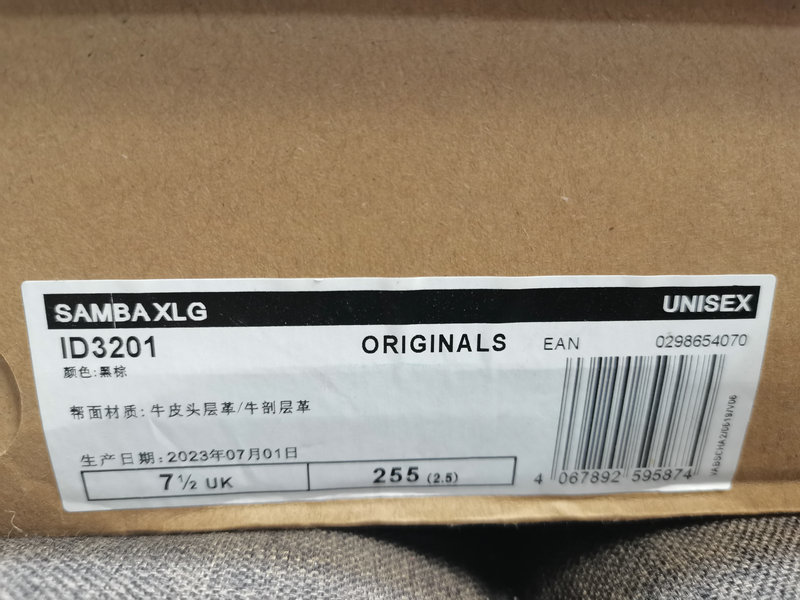 SAMBA XLG UNISEX
ID3201 ORIGINALS EAN 0298654070
颜色:黑棕
帮面材质:牛皮头层革/牛剖层革
生产日期:2023年07月01日
7 ½ UK 255 (2.5)
4 067892 595874